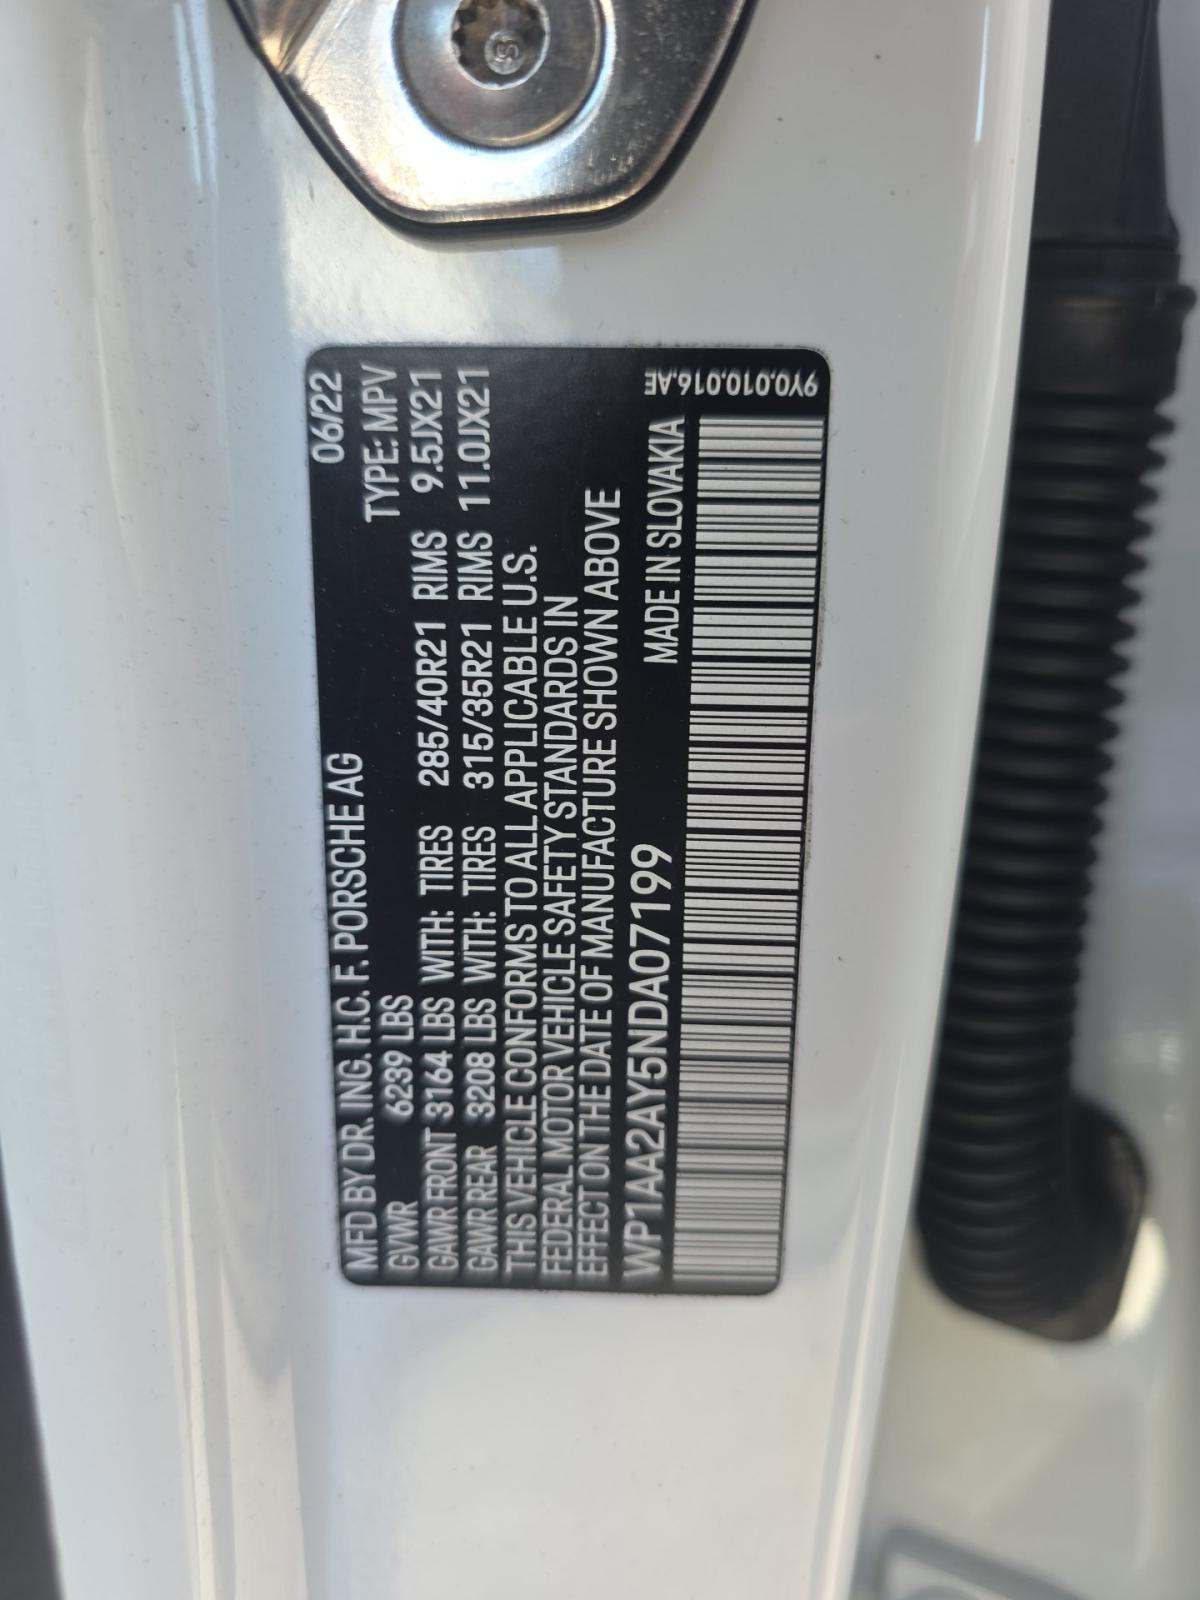 MFD BY DR. ING. H.C. F. PORSCHE AG 06/22
GVWR 6239 LBS TYPE: MPV
GAWR FRONT 3164 LBS WITH: TIRES 285/40R21 RIMS 9.5JX21
GAWR REAR 3208 LBS WITH: TIRES 315/35R21 RIMS 11.0JX21
THIS VEHICLE CONFORMS TO ALL APPLICABLE U.S.
FEDERAL MOTOR VEHICLE SAFETY STANDARDS IN
EFFECT ON THE DATE OF MANUFACTURE SHOWN ABOVE
WP1AA2AY5NDA07199 MADE IN SLOVAKIA
9Y0.010.016.AE
S